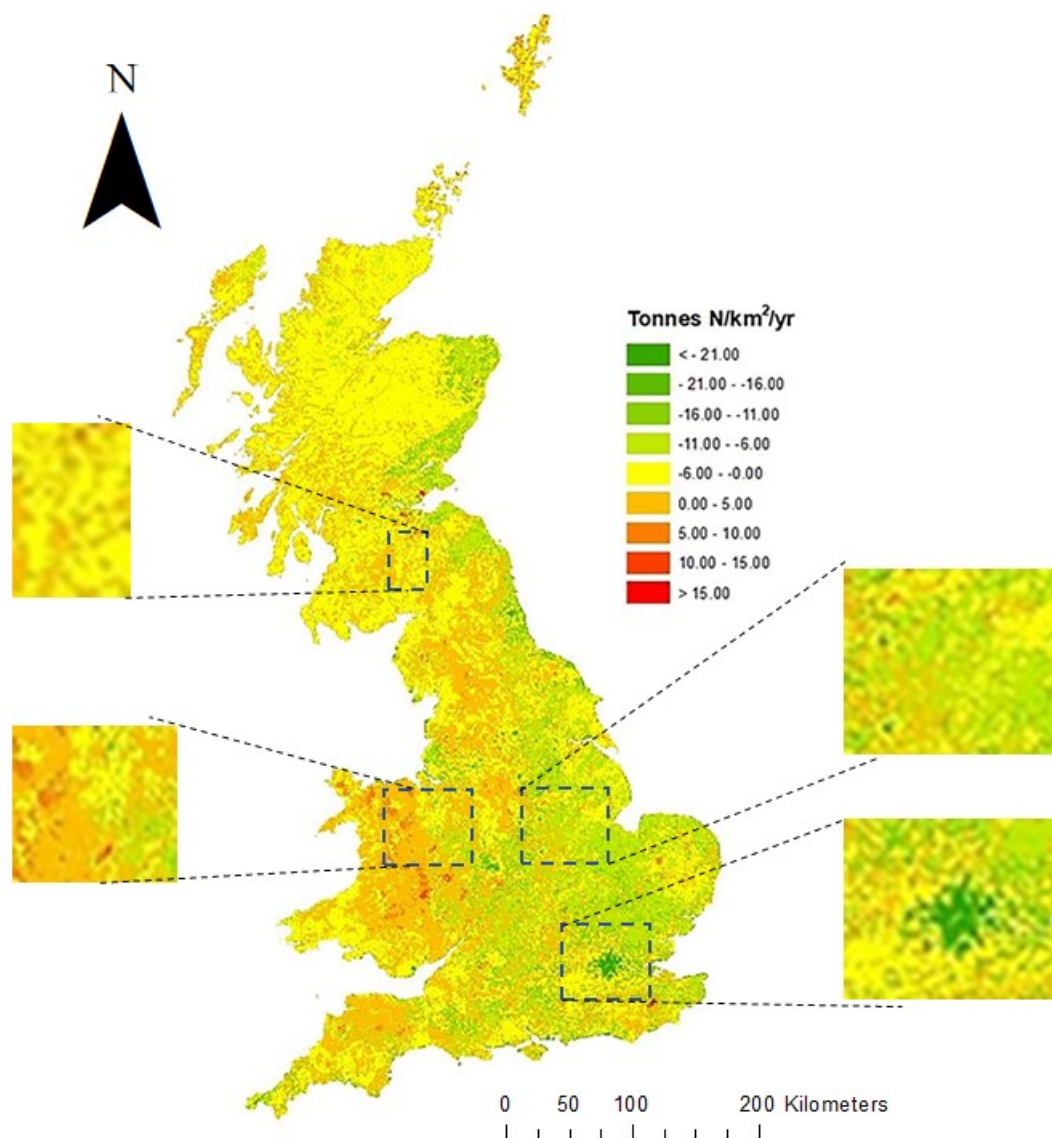 N
Tonnes N/km²/yr
< - 21.00
- 21.00 - -16.00
-16.00 - -11.00
-11.00 - -6.00
-6.00 - -0.00
0.00 - 5.00
5.00 - 10.00
10.00 - 15.00
> 15.00
0 50 100 200 Kilometers